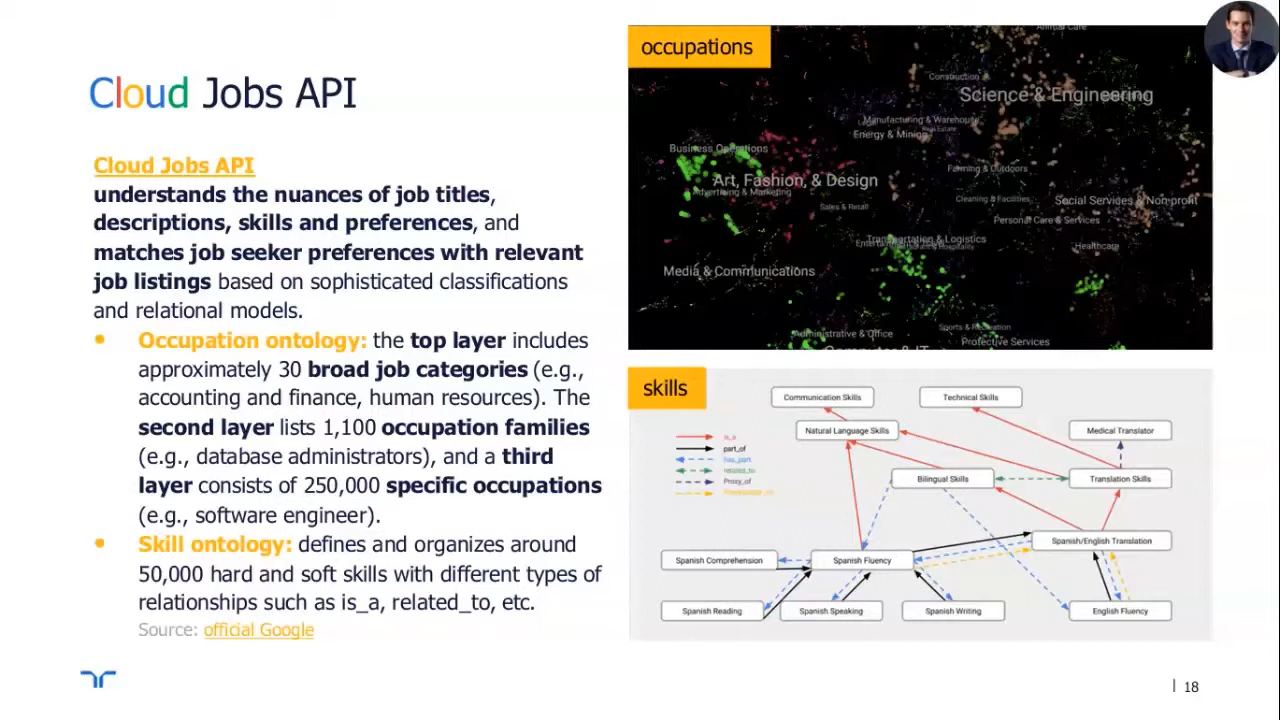 Cloud Jobs API
Cloud Jobs API
understands the nuances of job titles,
descriptions, skills and preferences, and
matches job seeker preferences with relevant
job listings based on sophisticated classifications
and relational models.
• Occupation ontology: the top layer includes
approximately 30 broad job categories (e.g.,
accounting and finance, human resources). The
second layer lists 1,100 occupation families
(e.g., database administrators), and a third
layer consists of 250,000 specific occupations
(e.g., software engineer).
• Skill ontology: defines and organizes around
50,000 hard and soft skills with different types of
relationships such as is_a, related_to, etc.
Source: official Google
occupations
Animal Care
Construction
Science & Engineering
Manufacturing & Warehouse
Real Estate
Energy & Mining
Business Operations
Farming & Outdoors
Art, Fashion, & Design
Advertising & Marketing
Cleaning & Facilities
Social Services & Non-profit
Sales & Retail
Personal Care & Services
Transportation & Logistics
Healthcare
Media & Communications
Sports & Recreation
Administrative & Office
Protective Services
Computer & IT
skills
Communication Skills
Technical Skills
Natural Language Skills
Medical Translator
is_a
part_of
has_part
related_to
Proxy_of
Bilingual Skills
Translation Skills
Spanish/English Translation
Spanish Comprehension
Spanish Fluency
Spanish Reading
Spanish Speaking
Spanish Writing
English Fluency
18